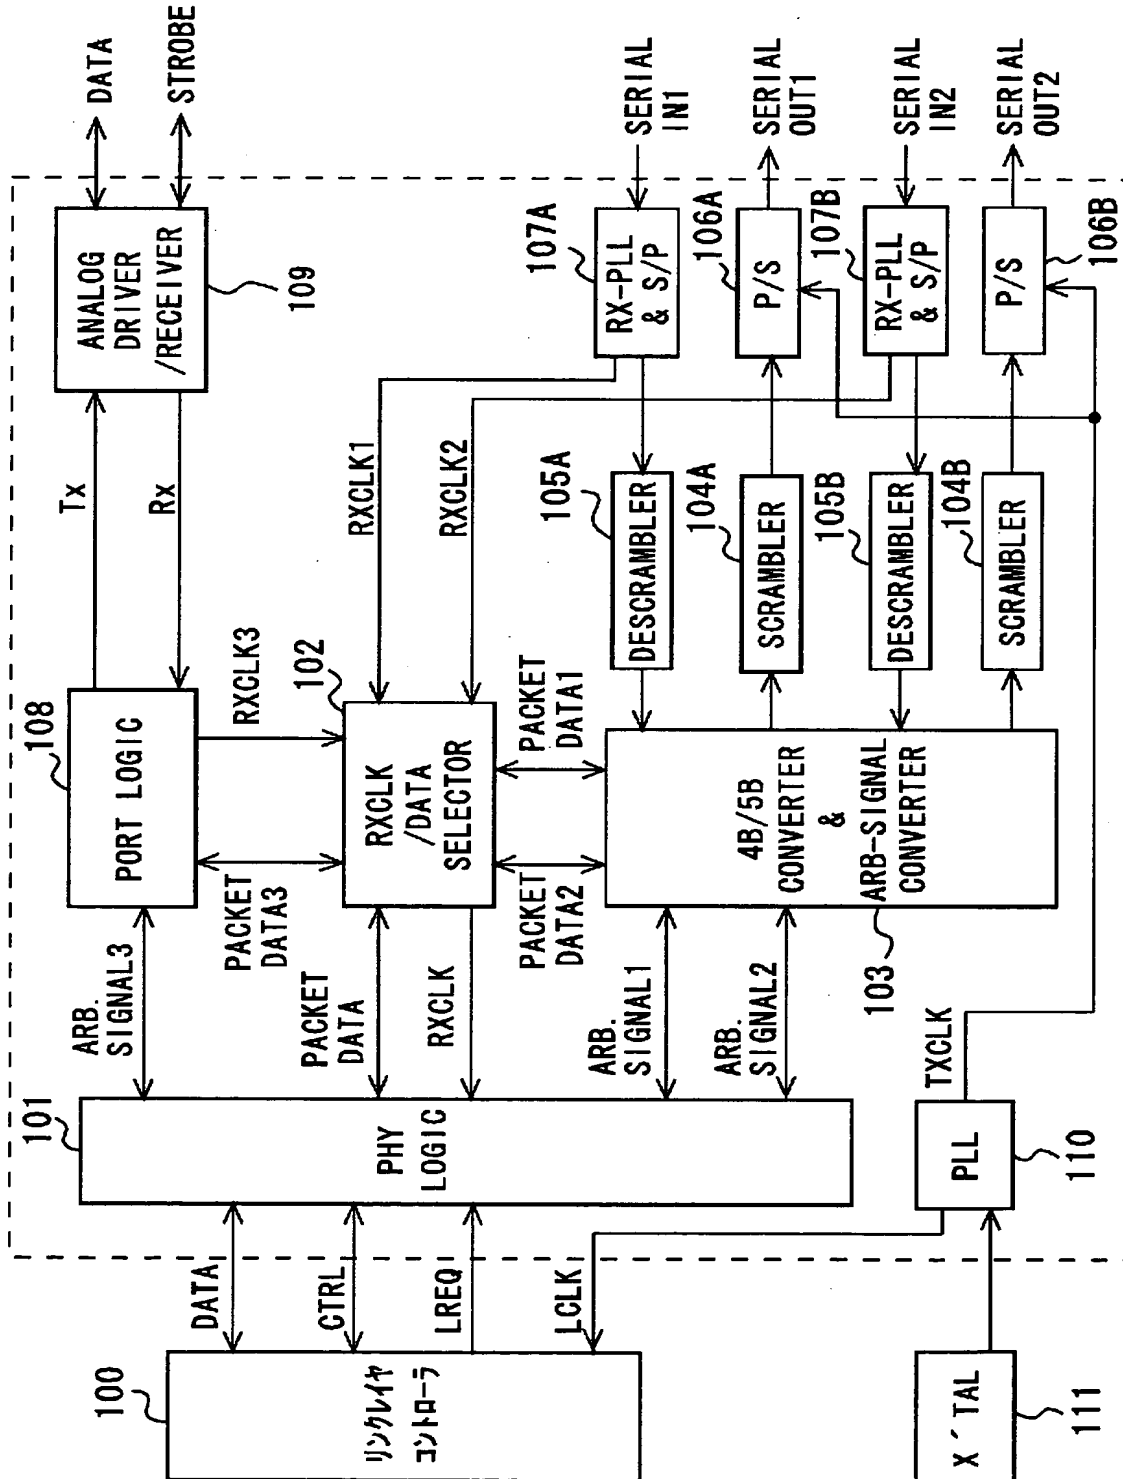 100
リンクレイヤ
コントローラ
X´TAL
111
DATA
CTRL
LREQ
LCLK
101
PHY
LOGIC
PLL
110
TXCLK
ARB.
SIGNAL3
PACKET
DATA
RXCLK
ARB.
SIGNAL1
ARB.
SIGNAL2
108
PORT LOGIC
PACKET
DATA3
RXCLK3
102
RXCLK
/DATA
SELECTOR
PACKET
DATA2
PACKET
DATA1
4B/5B
CONVERTER
&
ARB-SIGNAL
CONVERTER
103
Tx
Rx
RXCLK1
RXCLK2
105A
DESCRAMBLER
104A
SCRAMBLER
105B
DESCRAMBLER
104B
SCRAMBLER
ANALOG
DRIVER
/RECEIVER
109
107A
RX-PLL
& S/P
106A
P/S
107B
RX-PLL
& S/P
P/S
106B
DATA
STROBE
SERIAL
IN1
SERIAL
OUT1
SERIAL
IN2
SERIAL
OUT2